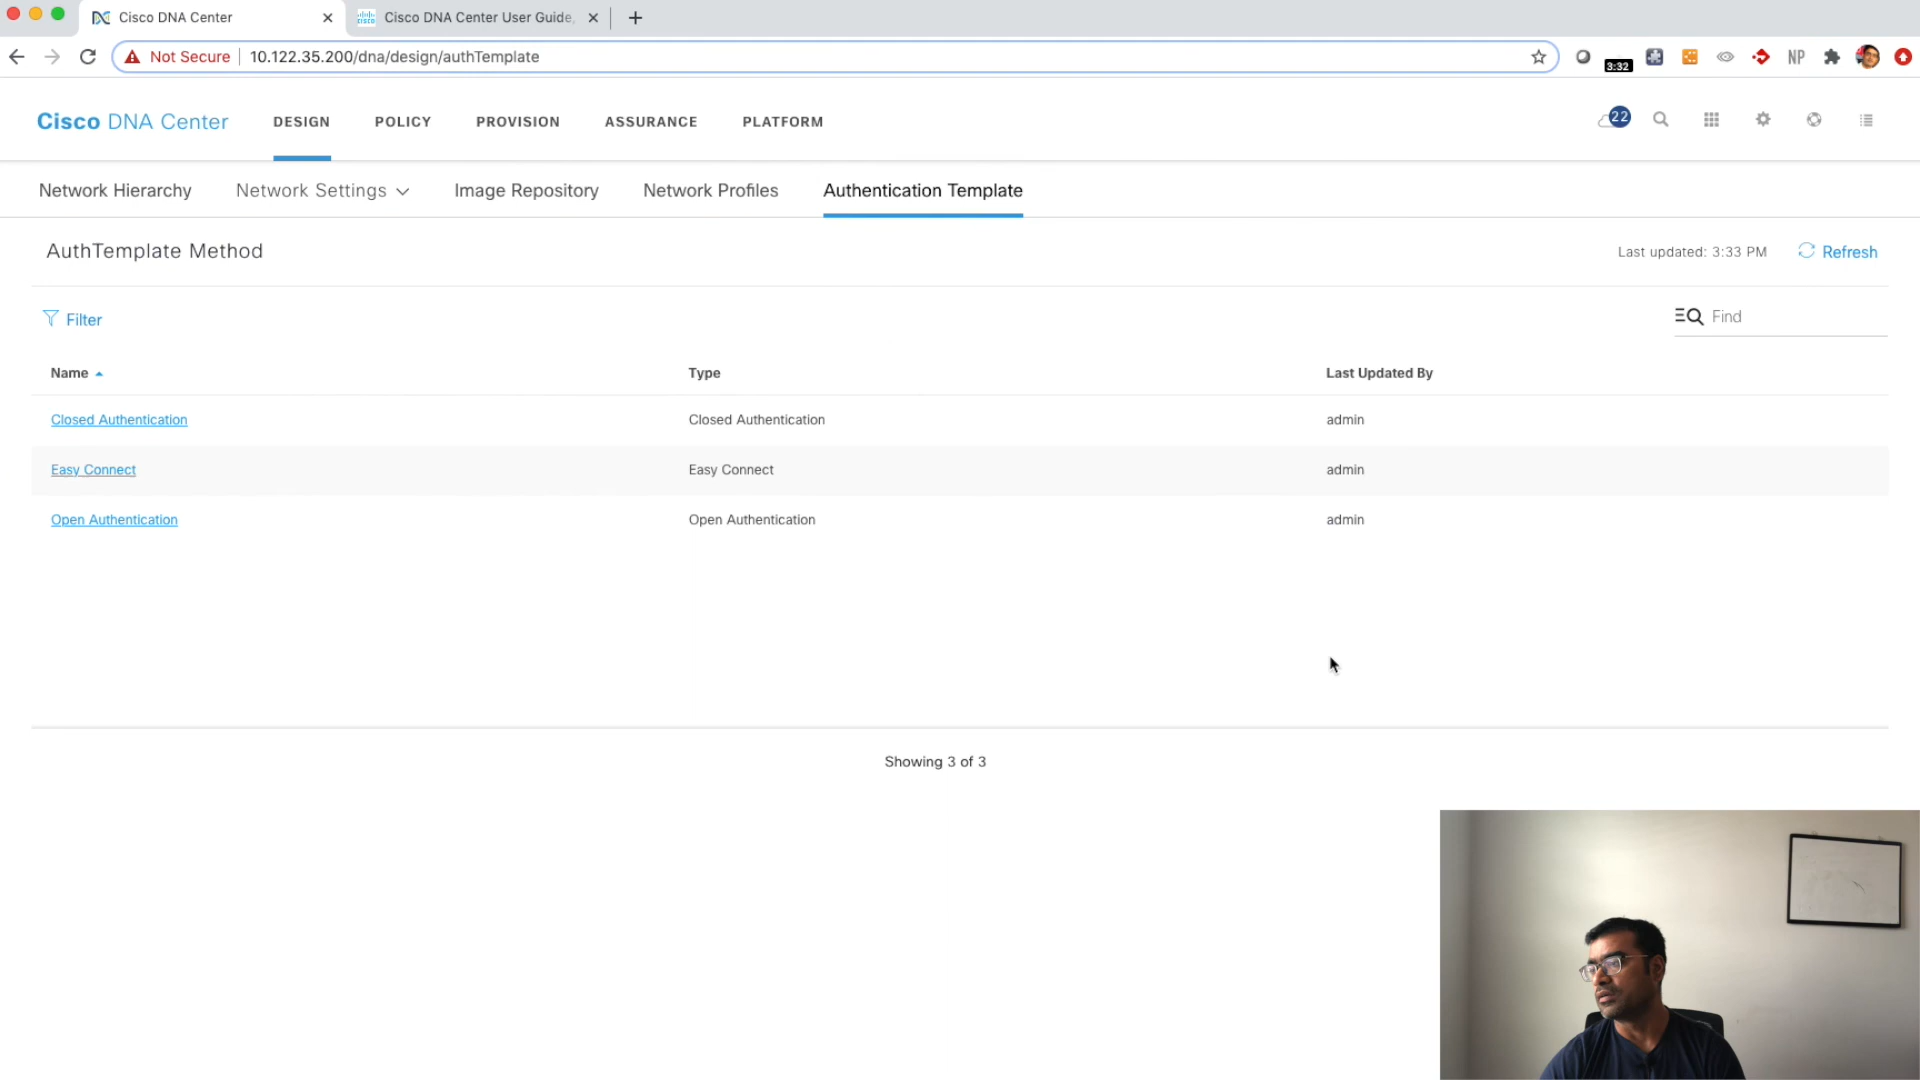 Cisco DNA Center
Cisco DNA Center User Guide,
Not Secure
10.122.35.200/dna/design/authTemplate
3:32
NP
Cisco DNA Center
DESIGN
POLICY
PROVISION
ASSURANCE
PLATFORM
22
Network Hierarchy
Network Settings
Image Repository
Network Profiles
Authentication Template
AuthTemplate Method
Last updated: 3:33 PM
Refresh
Filter
Find
Name
Type
Last Updated By
Closed Authentication
Closed Authentication
admin
Easy Connect
Easy Connect
admin
Open Authentication
Open Authentication
admin
Showing 3 of 3